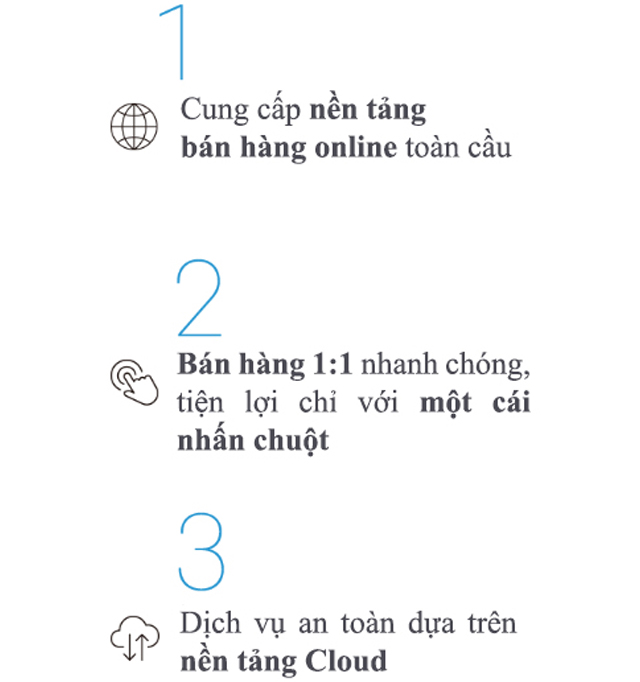 1
Cung cấp nền tảng
bán hàng online toàn cầu
2
Bán hàng 1:1 nhanh chóng,
tiện lợi chỉ với một cái
nhấn chuột
3
Dịch vụ an toàn dựa trên
nền tảng Cloud